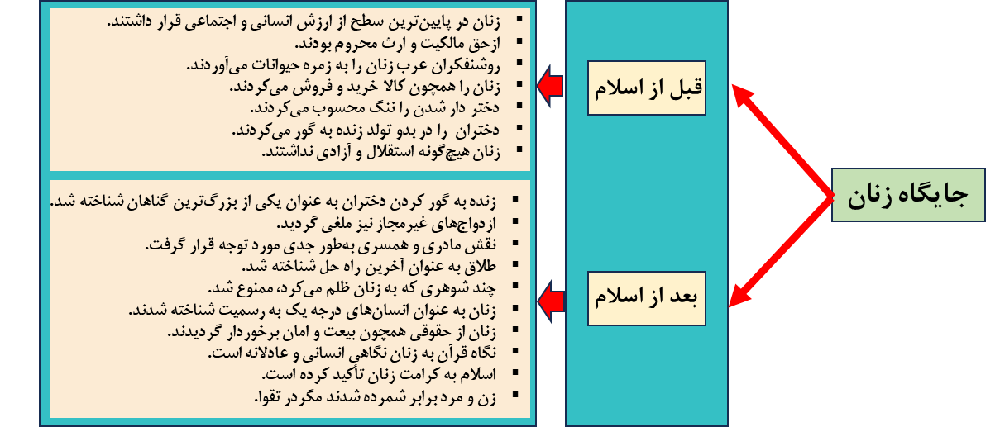 جایگاه زنان
قبل از اسلام
زنان در پایین‌ترین سطح از ارزش انسانی و اجتماعی قرار داشتند.
ازحق مالکیت و ارث محروم بودند.
روشنفکران عرب زنان را به زمره حیوانات می‌آوردند.
زنان را همچون کالا خرید و فروش می‌کردند.
دختر دار شدن را ننگ محسوب می‌کردند.
دختران را در بدو تولد زنده به گور می‌کردند.
زنان هیچ‌گونه استقلال و آزادی نداشتند.
بعد از اسلام
زنده به گور کردن دختران به عنوان یکی از بزرگ‌ترین گناهان شناخته شد.
ازدواج‌های غیرمجاز نیز ملغی گردید.
نقش مادری و همسری به‌طور جدی مورد توجه قرار گرفت.
طلاق به عنوان آخرین راه حل شناخته شد.
چند شوهری که به زنان ظلم می‌کرد، ممنوع شد.
زنان به عنوان انسان‌های درجه یک به رسمیت شناخته شدند.
زنان از حقوقی همچون بیعت و امان برخوردار گردیدند.
نگاه قرآن به زنان نگاهی انسانی و عادلانه است.
اسلام به کرامت زنان تأکید کرده است.
زن و مرد برابر شمرده شدند مگردر تقوا.